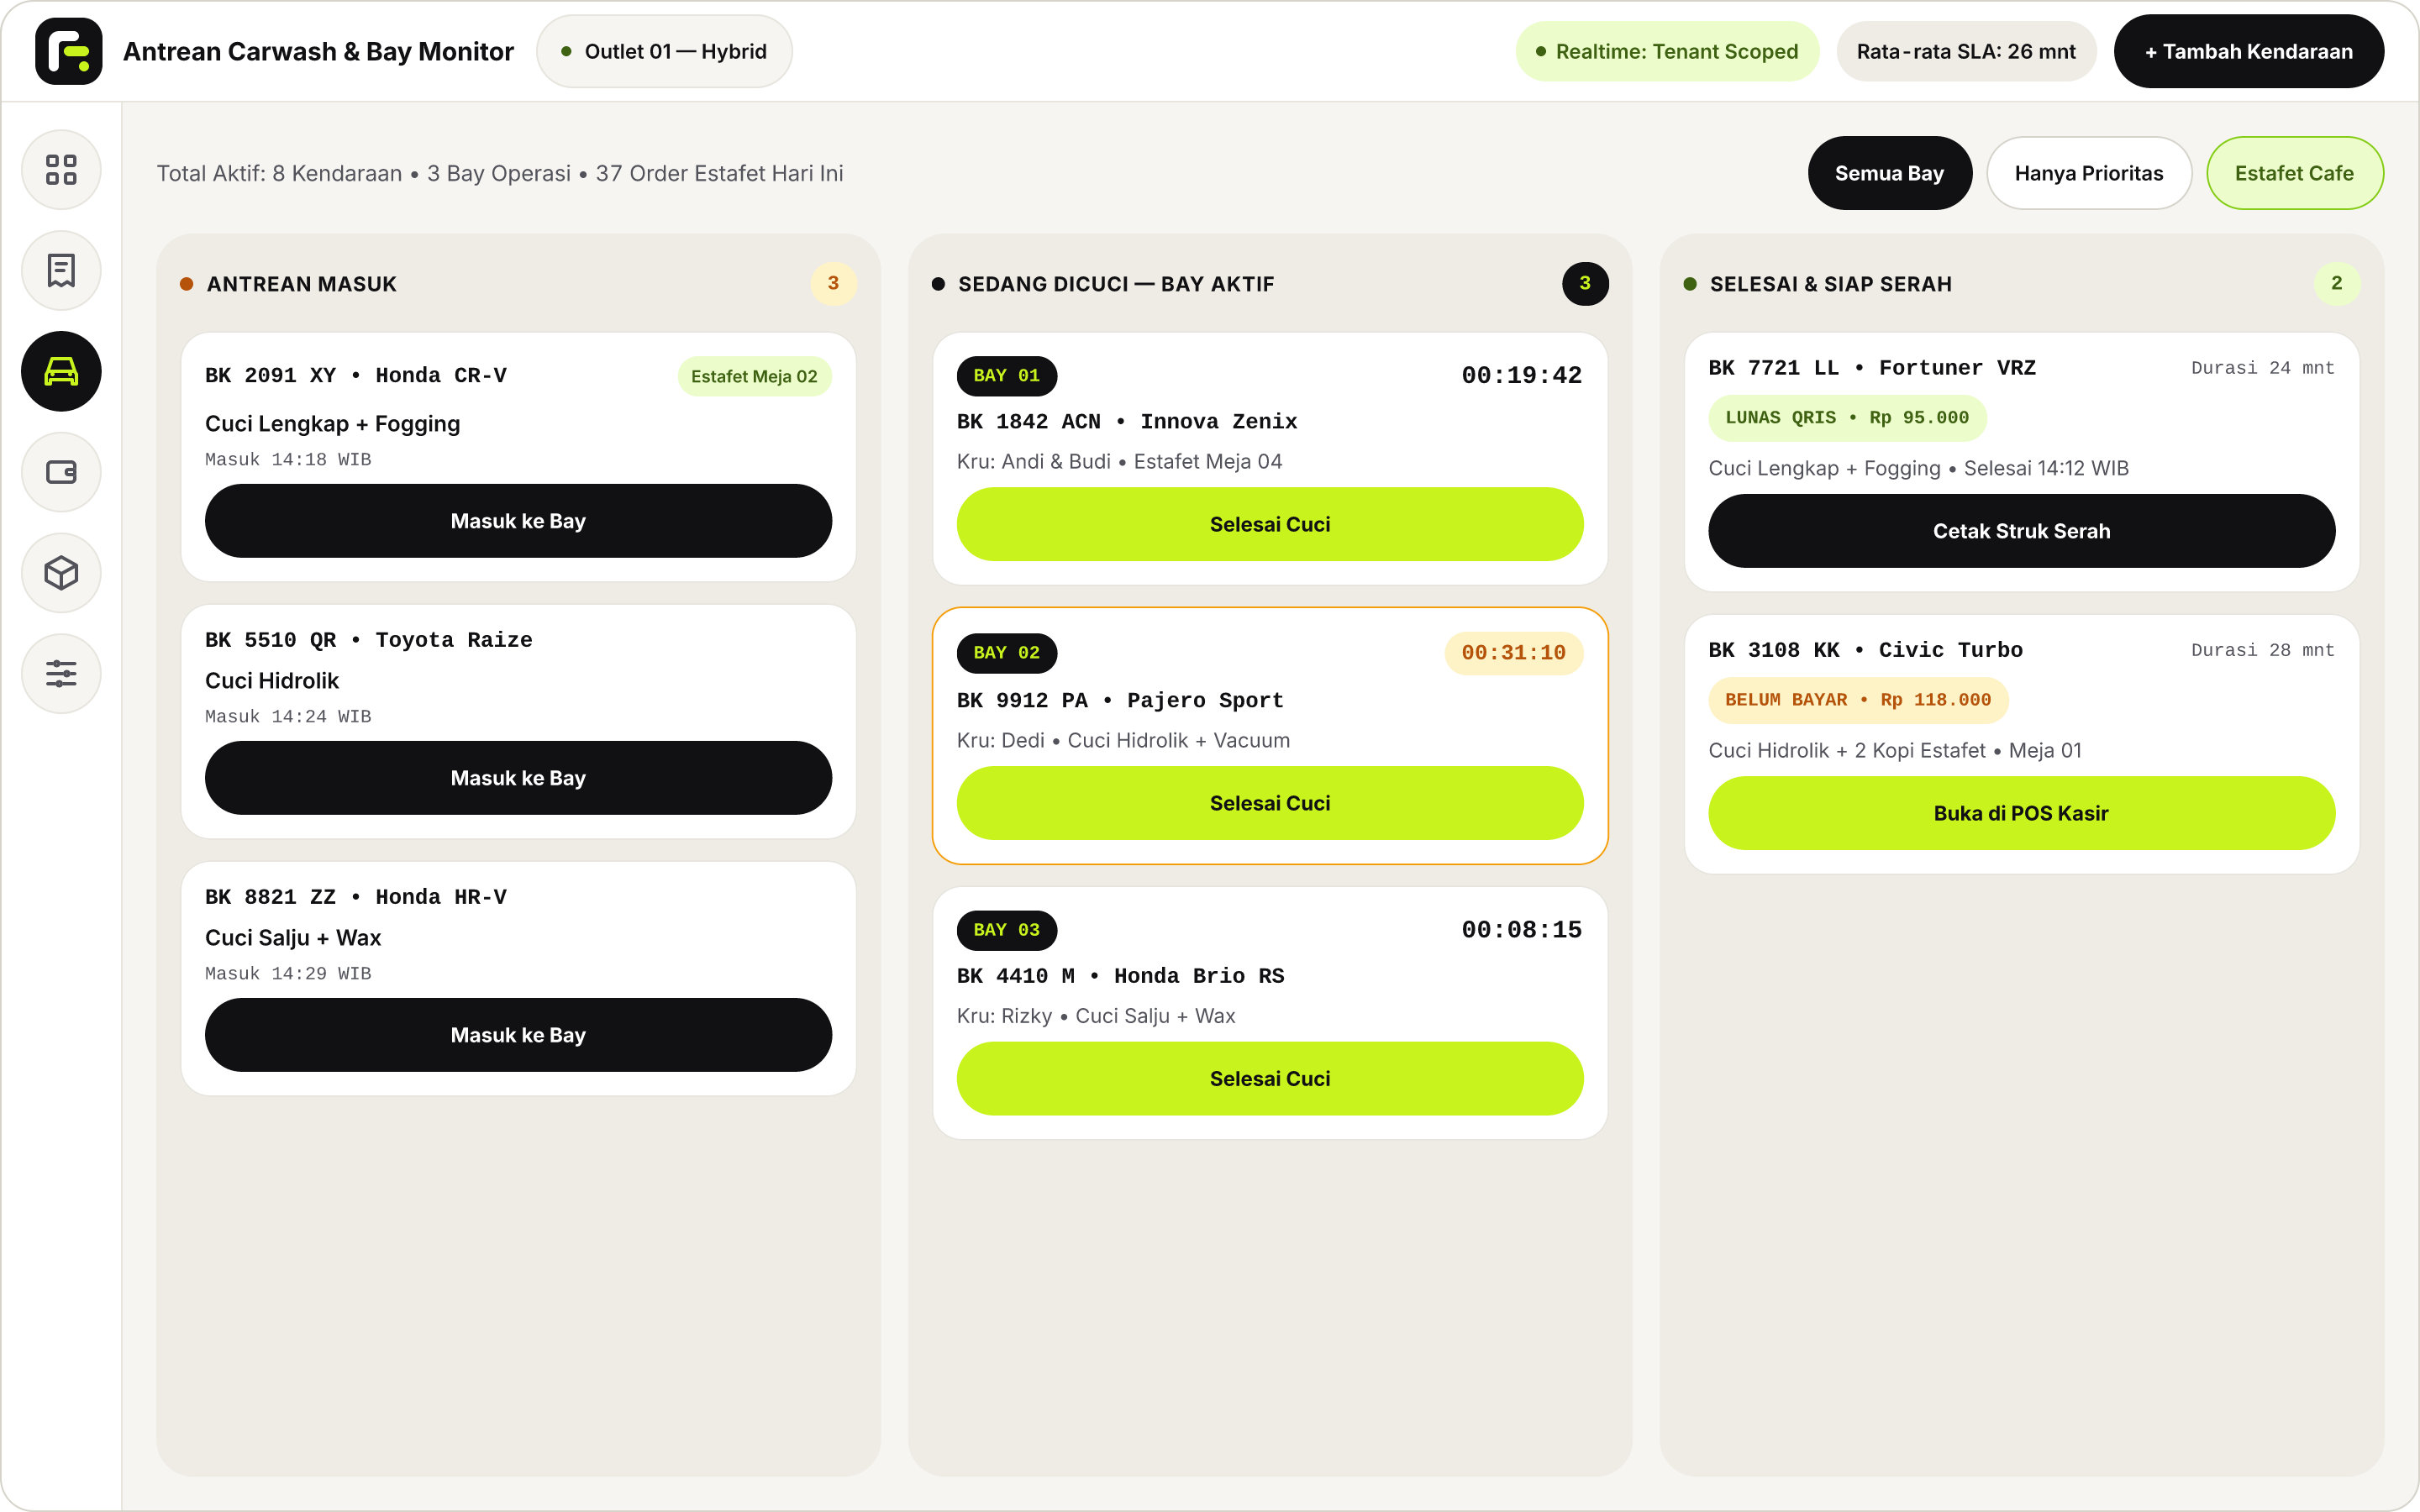 Antrean Carwash & Bay Monitor
Outlet 01 — Hybrid
Realtime: Tenant Scoped
Rata-rata SLA: 26 mnt
+ Tambah Kendaraan
Total Aktif: 8 Kendaraan • 3 Bay Operasi • 37 Order Estafet Hari Ini
Semua Bay
Hanya Prioritas
Estafet Cafe
ANTREAN MASUK
3
BK 2091 XY • Honda CR-V
Estafet Meja 02
Cuci Lengkap + Fogging
Masuk 14:18 WIB
Masuk ke Bay
BK 5510 QR • Toyota Raize
Cuci Hidrolik
Masuk 14:24 WIB
Masuk ke Bay
BK 8821 ZZ • Honda HR-V
Cuci Salju + Wax
Masuk 14:29 WIB
Masuk ke Bay
SEDANG DICUCI — BAY AKTIF
3
BAY 01
00:19:42
BK 1842 ACN • Innova Zenix
Kru: Andi & Budi • Estafet Meja 04
Selesai Cuci
BAY 02
00:31:10
BK 9912 PA • Pajero Sport
Kru: Dedi • Cuci Hidrolik + Vacuum
Selesai Cuci
BAY 03
00:08:15
BK 4410 M • Honda Brio RS
Kru: Rizky • Cuci Salju + Wax
Selesai Cuci
SELESAI & SIAP SERAH
2
BK 7721 LL • Fortuner VRZ
Durasi 24 mnt
LUNAS QRIS • Rp 95.000
Cuci Lengkap + Fogging • Selesai 14:12 WIB
Cetak Struk Serah
BK 3108 KK • Civic Turbo
Durasi 28 mnt
BELUM BAYAR • Rp 118.000
Cuci Hidrolik + 2 Kopi Estafet • Meja 01
Buka di POS Kasir